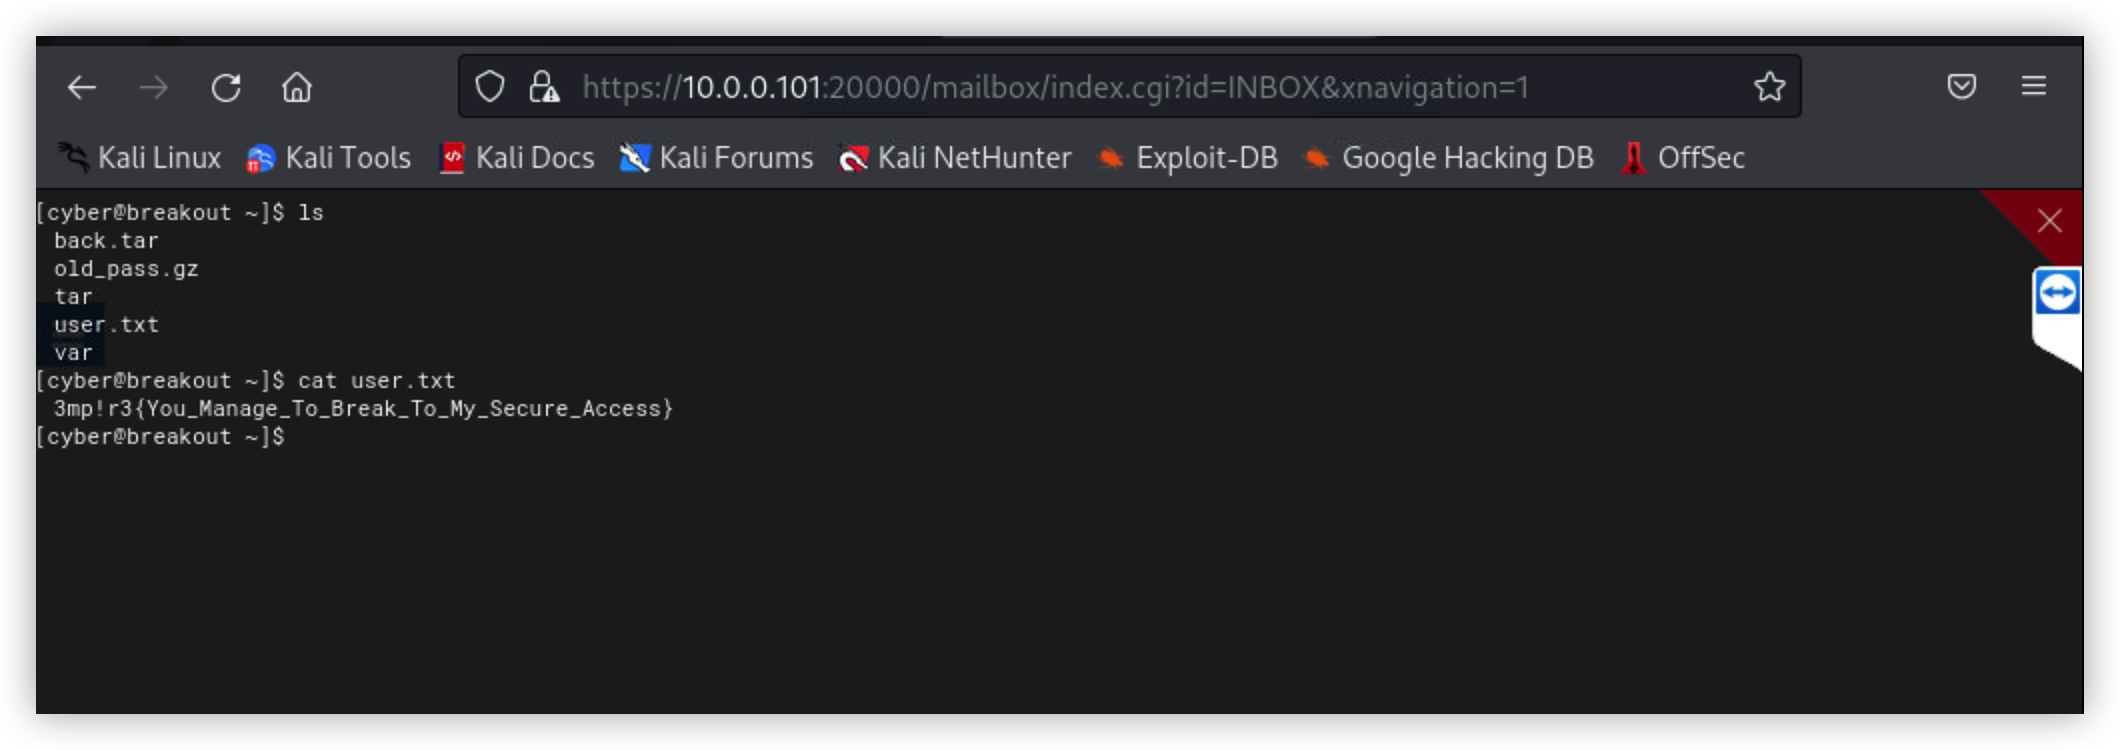 https://10.0.0.101:20000/mailbox/index.cgi?id=INBOX&xnavigation=1
Kali Linux Kali Tools Kali Docs Kali Forums Kali NetHunter Exploit-DB Google Hacking DB OffSec
[cyber@breakout ~]$ ls
back.tar
old_pass.gz
tar
user.txt
var
[cyber@breakout ~]$ cat user.txt
3mp!r3{You_Manage_To_Break_To_My_Secure_Access}
[cyber@breakout ~]$